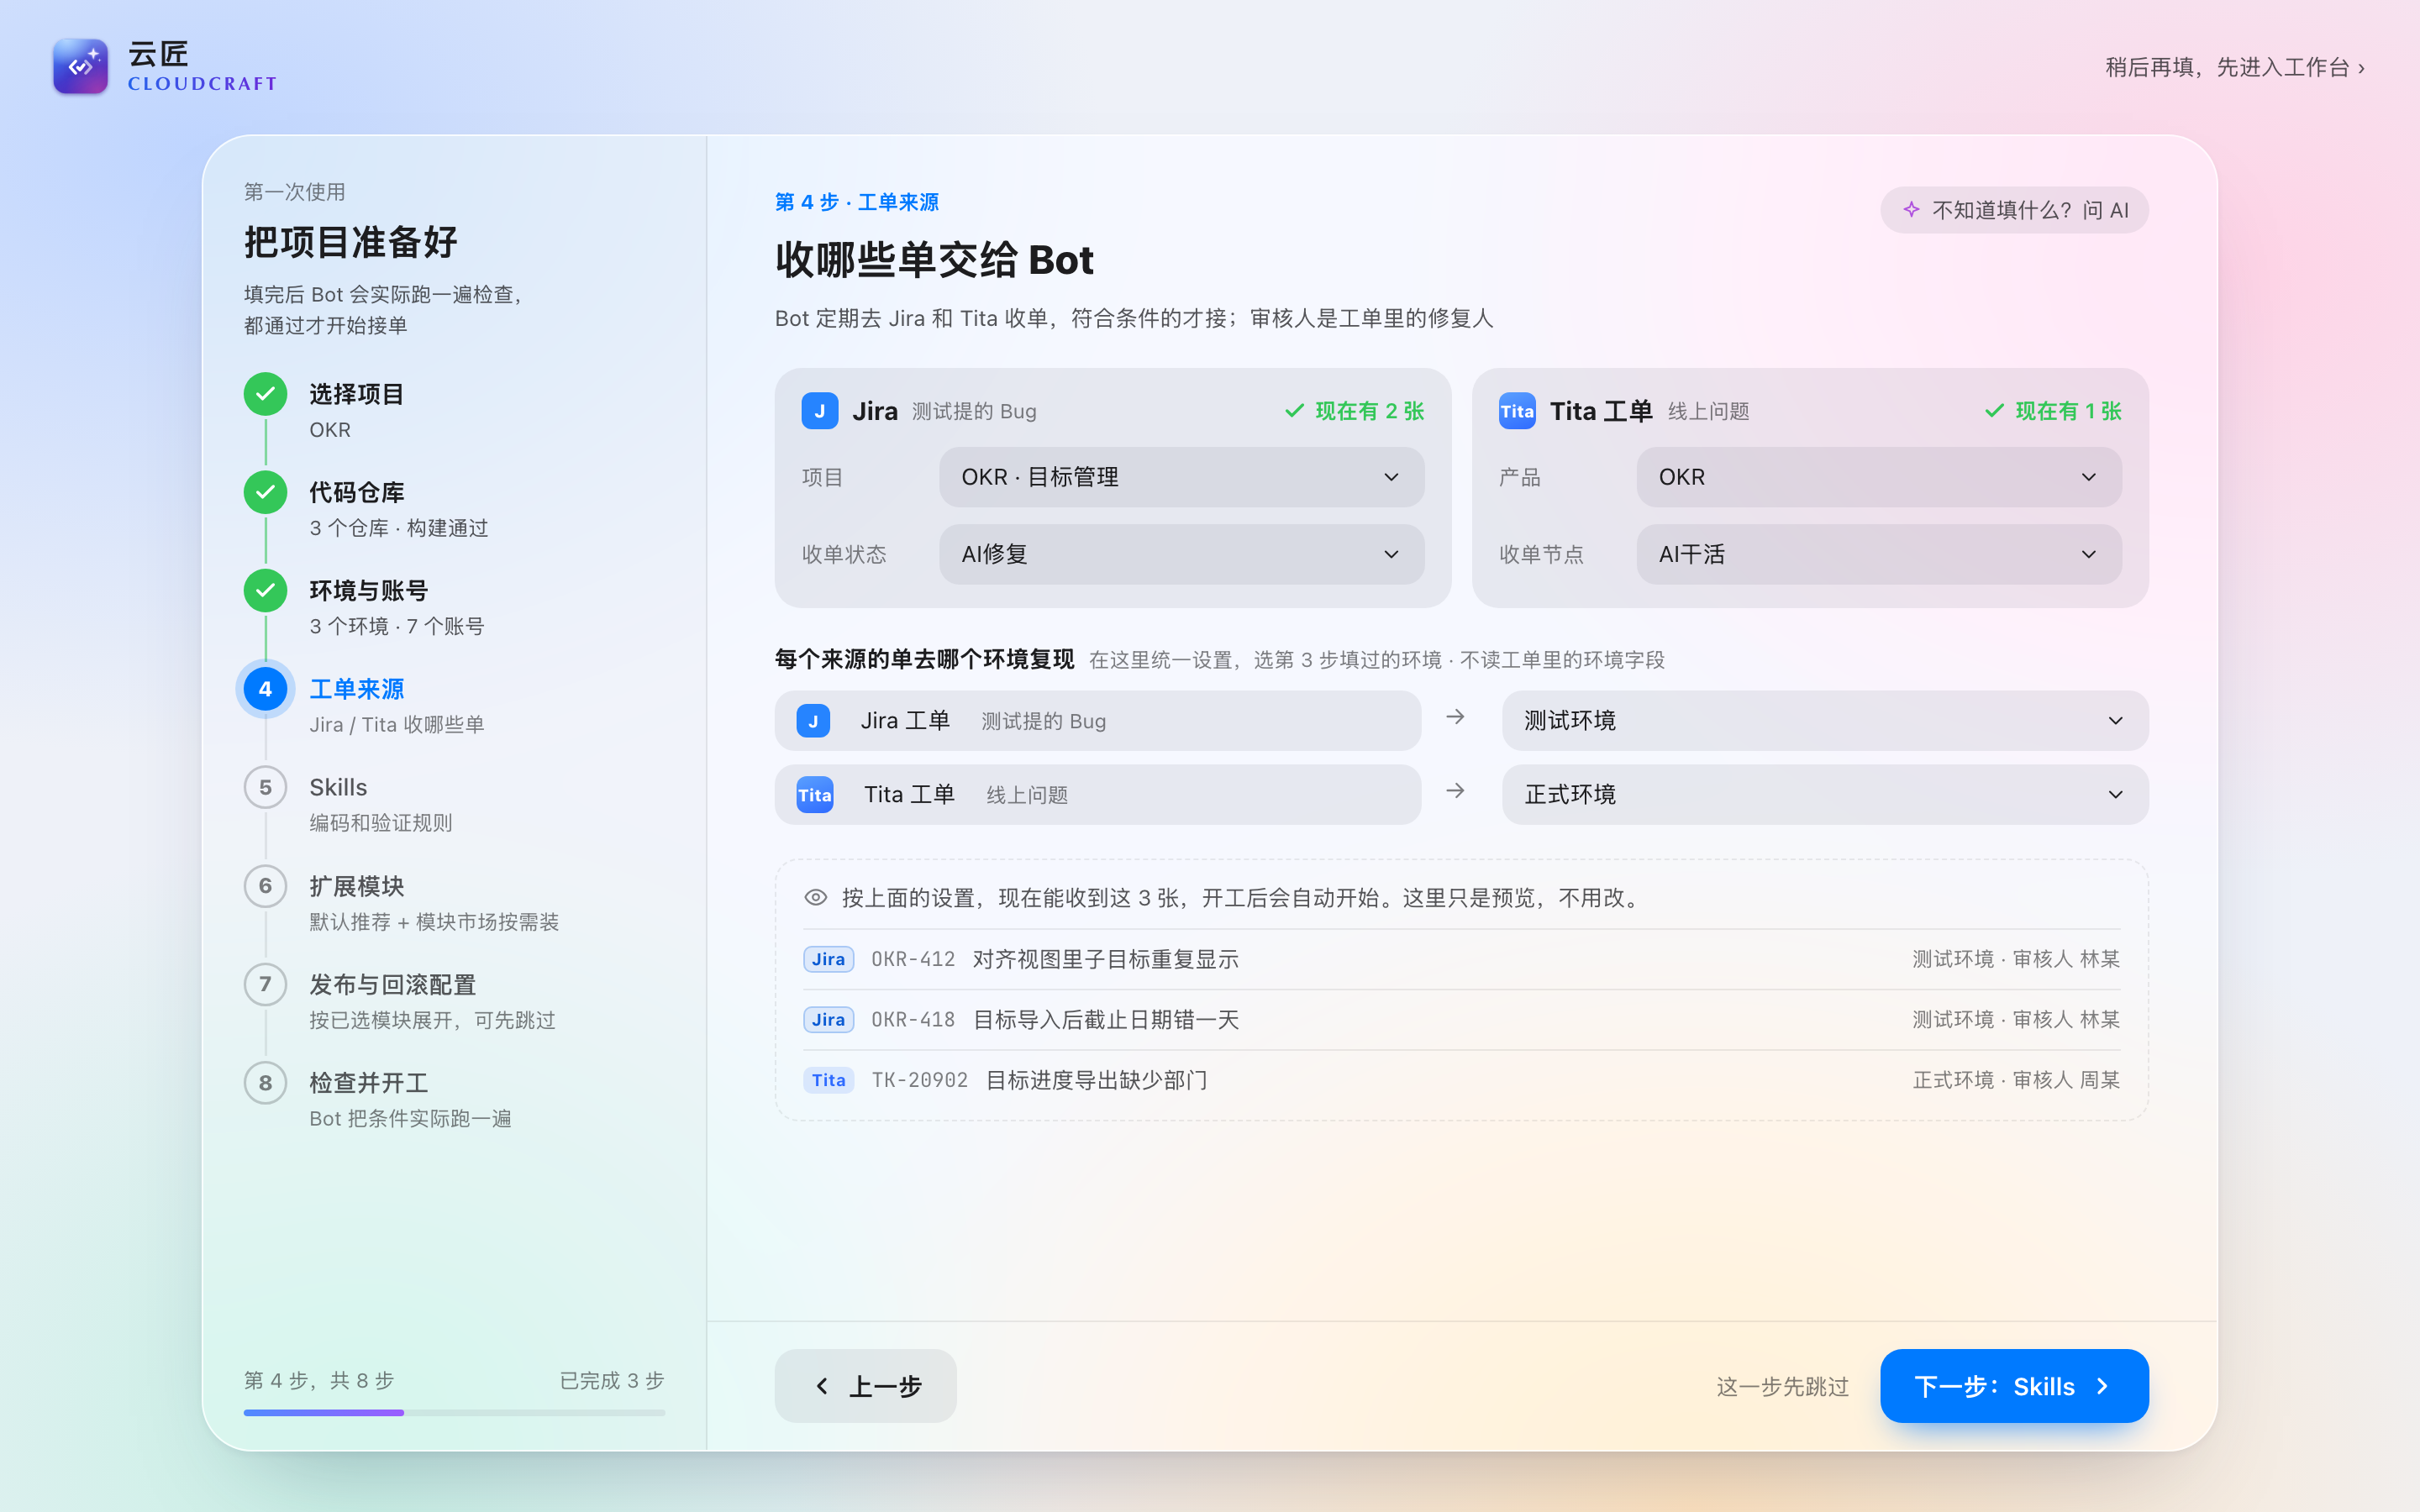 云匠
CLOUDCRAFT
稍后再填，先进入工作台 ›
第一次使用
把项目准备好
填完后 Bot 会实际跑一遍检查，
都通过才开始接单
选择项目
OKR
代码仓库
3 个仓库 · 构建通过
环境与账号
3 个环境 · 7 个账号
4 工单来源
Jira / Tita 收哪些单
5 Skills
编码和验证规则
6 扩展模块
默认推荐 + 模块市场按需装
7 发布与回滚配置
按已选模块展开，可先跳过
8 检查并开工
Bot 把条件实际跑一遍
第 4 步，共 8 步 已完成 3 步
第 4 步 · 工单来源
不知道填什么？问 AI
收哪些单交给 Bot
Bot 定期去 Jira 和 Tita 收单，符合条件的才接；审核人是工单里的修复人
J Jira 测试提的 Bug 现在有 2 张
项目 OKR · 目标管理
收单状态 AI修复
Tita Tita 工单 线上问题 现在有 1 张
产品 OKR
收单节点 AI干活
每个来源的单去哪个环境复现 在这里统一设置，选第 3 步填过的环境 · 不读工单里的环境字段
J Jira 工单 测试提的 Bug → 测试环境
Tita Tita 工单 线上问题 → 正式环境
按上面的设置，现在能收到这 3 张，开工后会自动开始。这里只是预览，不用改。
Jira OKR-412 对齐视图里子目标重复显示 测试环境 · 审核人 林某
Jira OKR-418 目标导入后截止日期错一天 测试环境 · 审核人 林某
Tita TK-20902 目标进度导出缺少部门 正式环境 · 审核人 周某
上一步
这一步先跳过
下一步：Skills